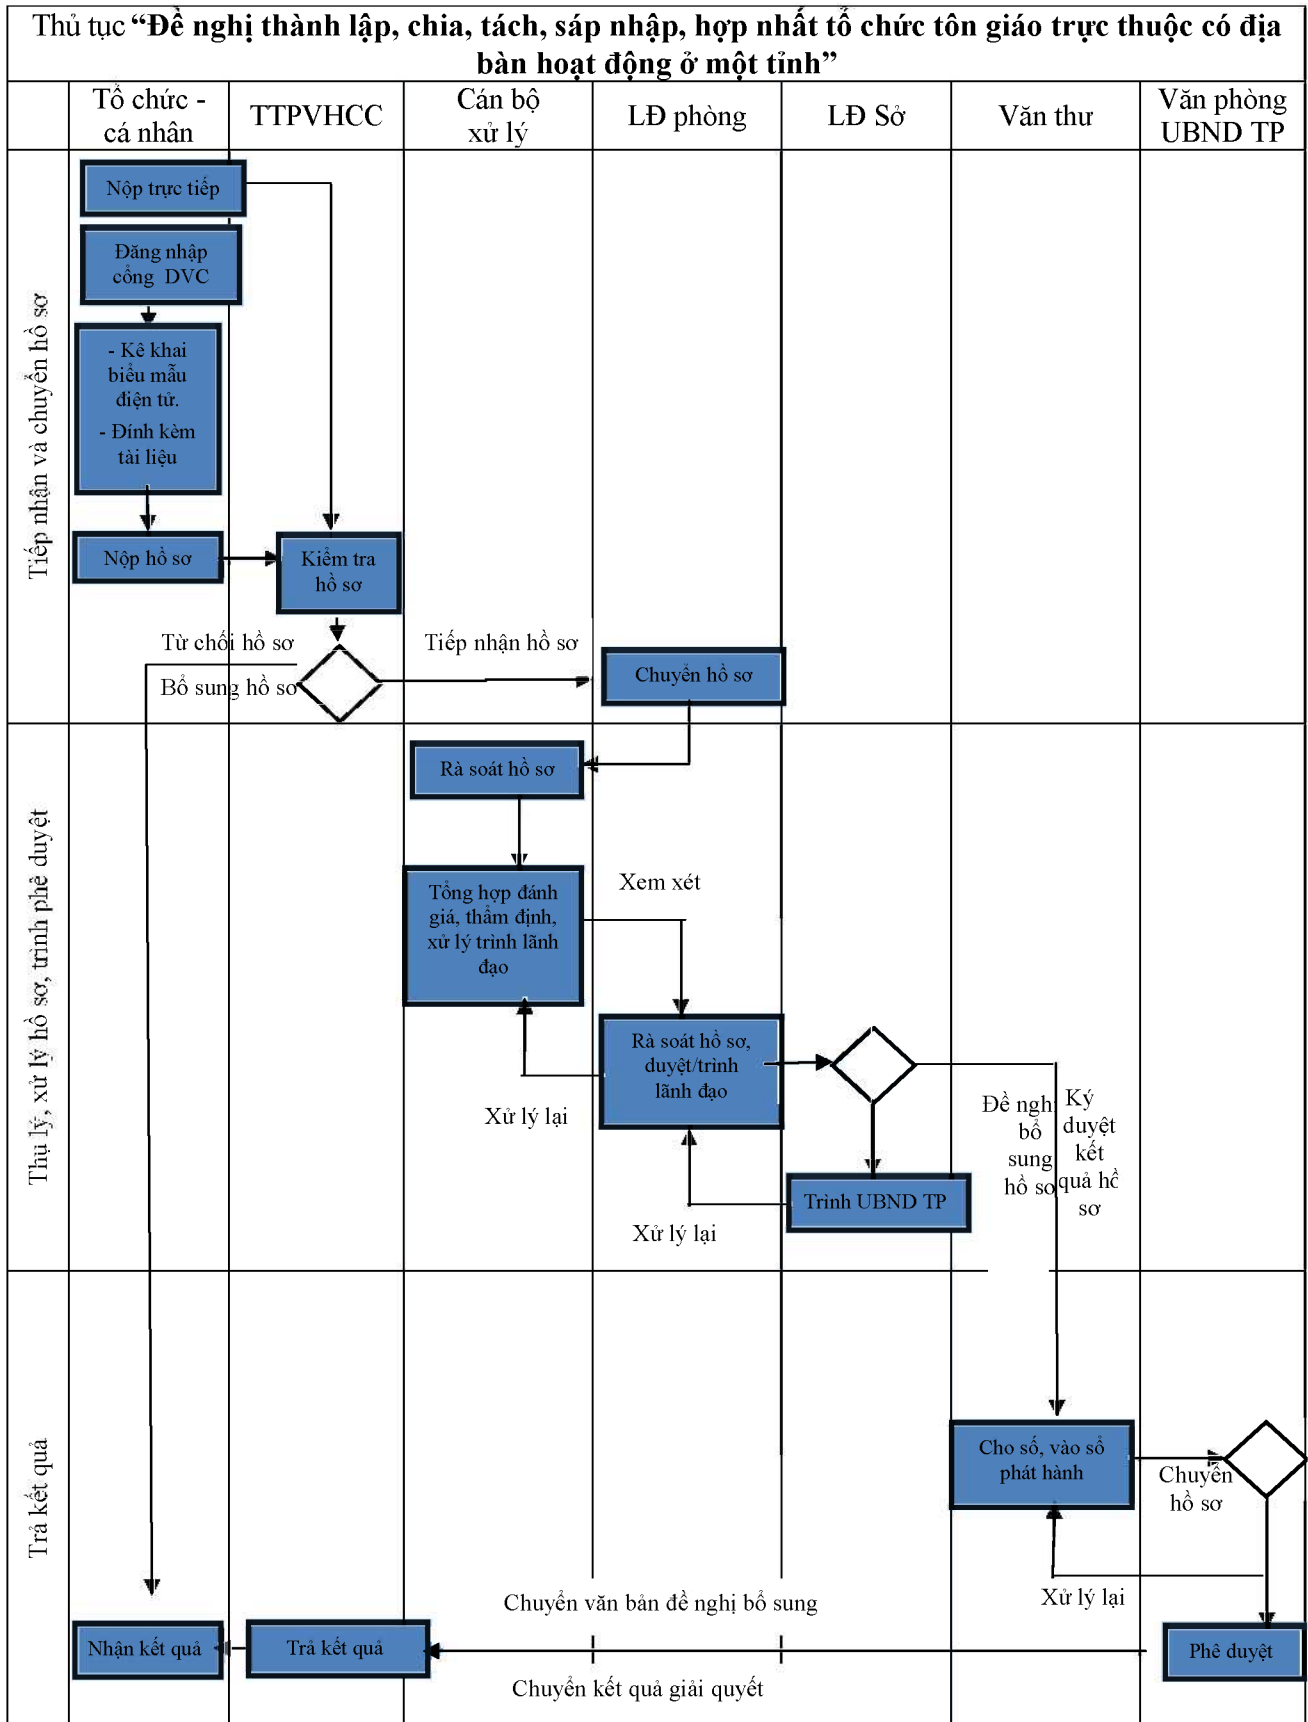 Thủ tục “Đề nghị thành lập, chia, tách, sáp nhập, hợp nhất tổ chức tôn giáo trực thuộc có địa
bàn hoạt động ở một tỉnh”
Tổ chức -
cá nhân
TTPVHCC
Cán bộ
xử lý
LĐ phòng
LĐ Sở
Văn thư
Văn phòng
UBND TP
Tiếp nhận và chuyển hồ sơ
Nộp trực tiếp
Đăng nhập
cổng DVC
- Kê khai
biểu mẫu
điện tử.
- Đính kèm
tài liệu
Nộp hồ sơ
Kiểm tra
hồ sơ
Từ chối hồ sơ
Bổ sung hồ sơ
Tiếp nhận hồ sơ
Chuyển hồ sơ
Thụ lý, xử lý hồ sơ, trình phê duyệt
Rà soát hồ sơ
Tổng hợp đánh
giá, thẩm định,
xử lý trình lãnh
đạo
Xem xét
Rà soát hồ sơ,
duyệt/trình
lãnh đạo
Xử lý lại
Đề nghị
bổ
sung
hồ sơ
Ký
duyệt
kết
quả hồ
sơ
Trình UBND TP
Xử lý lại
Trả kết quả
Cho số, vào sổ
phát hành
Chuyển
hồ sơ
Xử lý lại
Chuyển văn bản đề nghị bổ sung
Nhận kết quả
Trả kết quả
Phê duyệt
Chuyển kết quả giải quyết